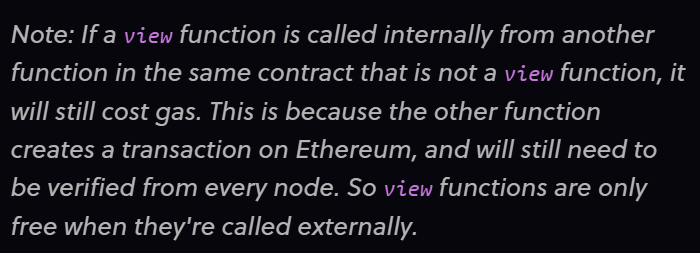 Note: If a view function is called internally from another
function in the same contract that is not a view function, it
will still cost gas. This is because the other function
creates a transaction on Ethereum, and will still need to
be verified from every node. So view functions are only
free when they're called externally.